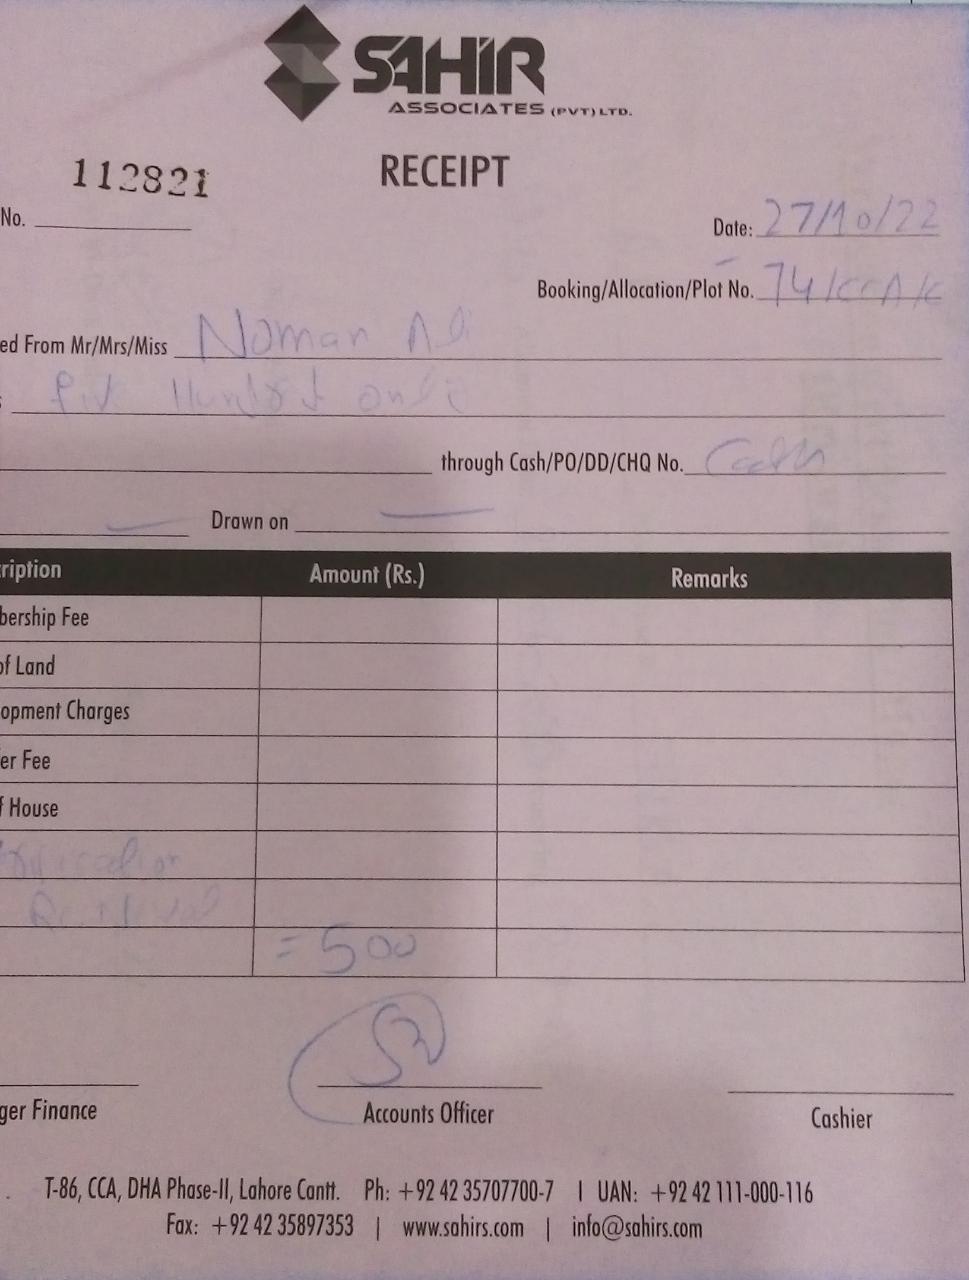 SAHIR
ASSOCIATES (PVT) LTD.
112821
RECEIPT
No.
Date: 27/10/22
Booking/Allocation/Plot No. 74/CCA/C
ed From Mr/Mrs/Miss Noman Ali
Hundred only
through Cash/PO/DD/CHQ No. Cash
Drawn on
ription Amount (Rs.) Remarks
bership Fee
of Land
opment Charges
er Fee
f House
=500
ger Finance Accounts Officer Cashier
T-86, CCA, DHA Phase-II, Lahore Cantt. Ph: +92 42 35707700-7 | UAN: +92 42 111-000-116
Fax: +92 42 35897353 | www.sahirs.com | info@sahirs.com